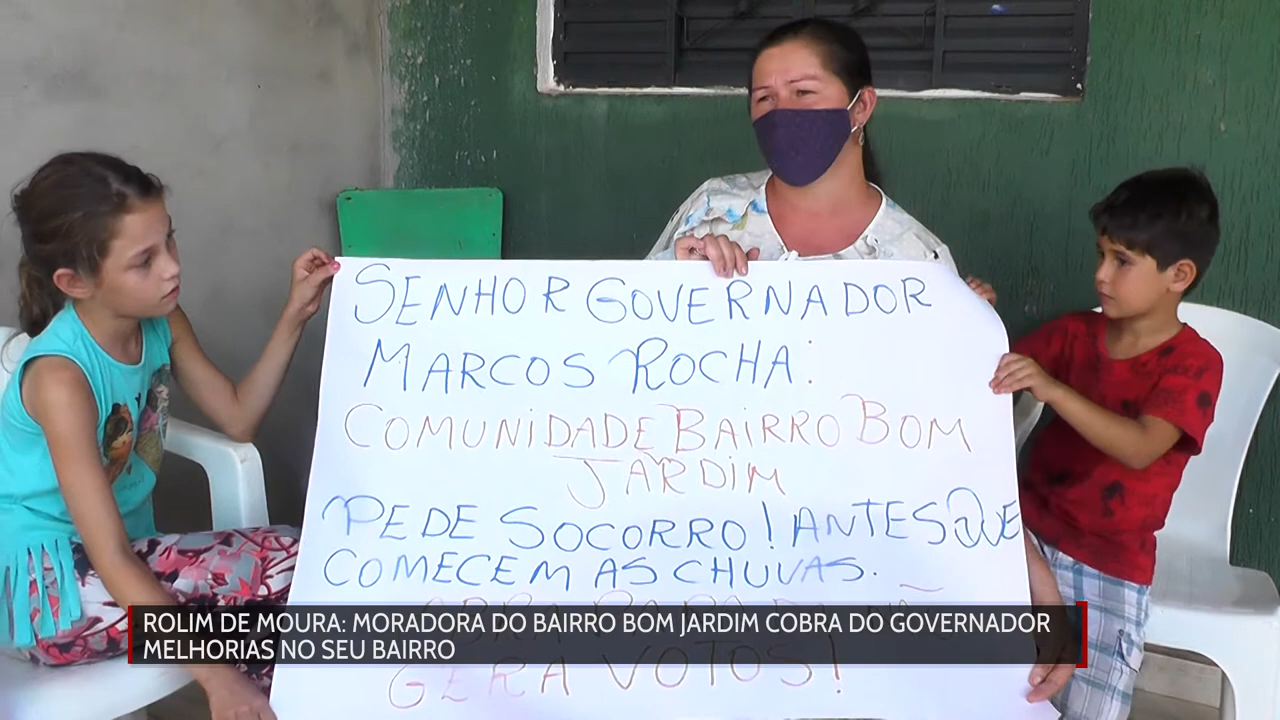 SENHOR GOVERNADOR
MARCOS ROCHA:
COMUNIDADE BAIRRO BOM
JARDIM
PEDE SOCORRO! ANTES QUE
COMECEM AS CHUVAS.
ROLIM DE MOURA: MORADORA DO BAIRRO BOM JARDIM COBRA DO GOVERNADOR
MELHORIAS NO SEU BAIRRO
GERA VOTOS!